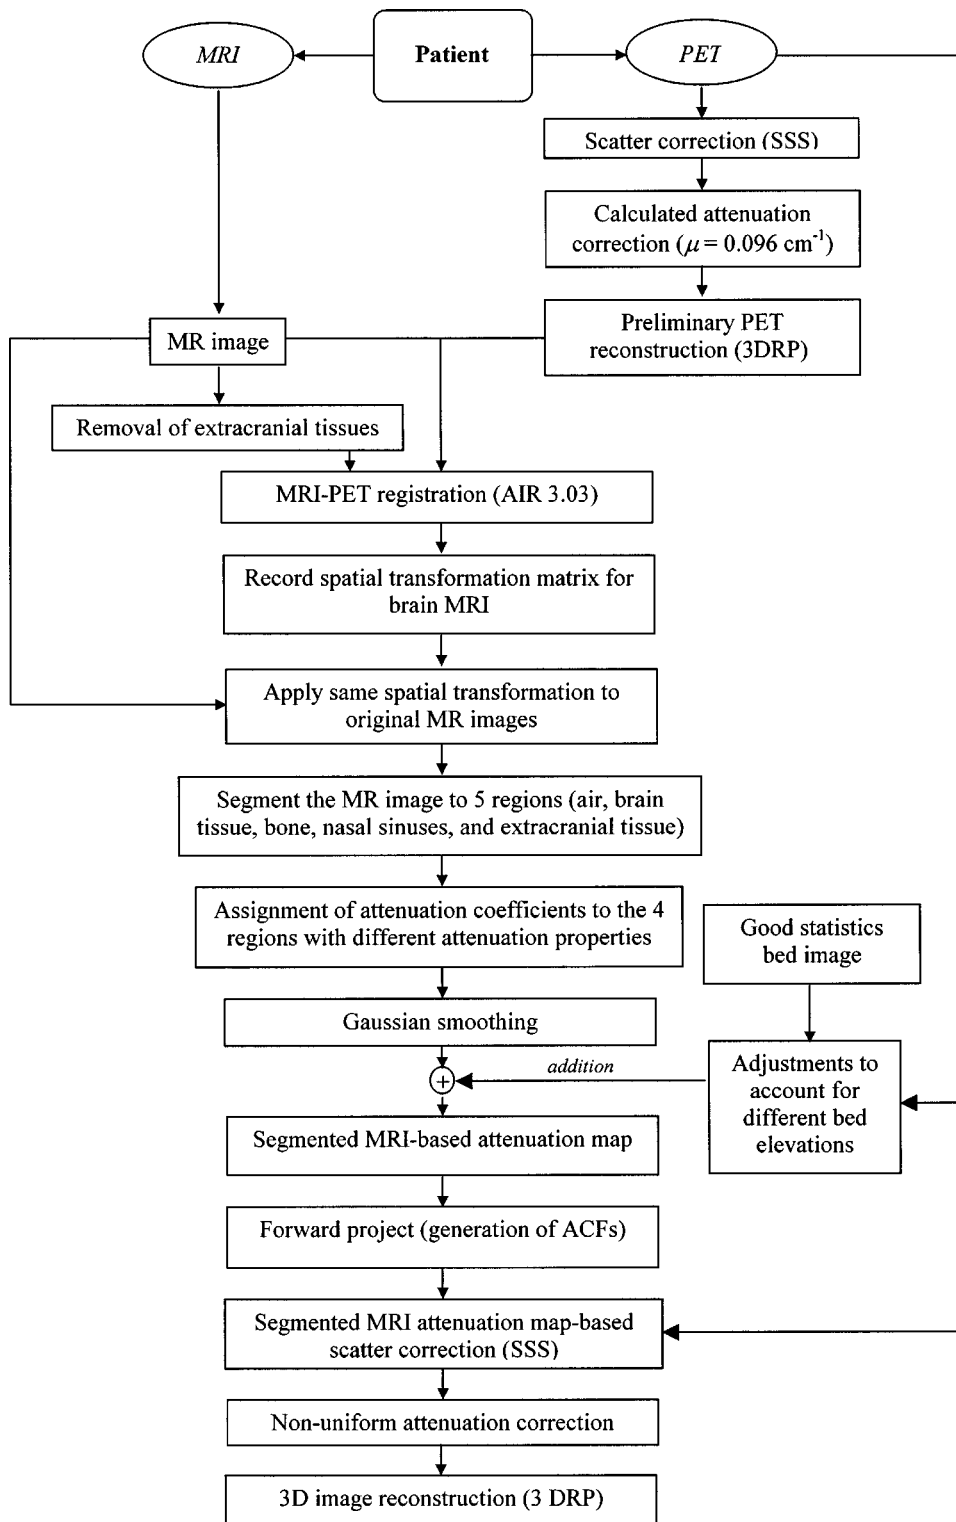 MRI
Patient
PET
Scatter correction (SSS)
Calculated attenuation
correction (μ = 0.096 cm⁻¹)
Preliminary PET
reconstruction (3DRP)
MR image
Removal of extracranial tissues
MRI-PET registration (AIR 3.03)
Record spatial transformation matrix for
brain MRI
Apply same spatial transformation to
original MR images
Segment the MR image to 5 regions (air, brain
tissue, bone, nasal sinuses, and extracranial tissue)
Assignment of attenuation coefficients to the 4
regions with different attenuation properties
Good statistics
bed image
Gaussian smoothing
+
addition
Adjustments to
account for
different bed
elevations
Segmented MRI-based attenuation map
Forward project (generation of ACFs)
Segmented MRI attenuation map-based
scatter correction (SSS)
Non-uniform attenuation correction
3D image reconstruction (3 DRP)